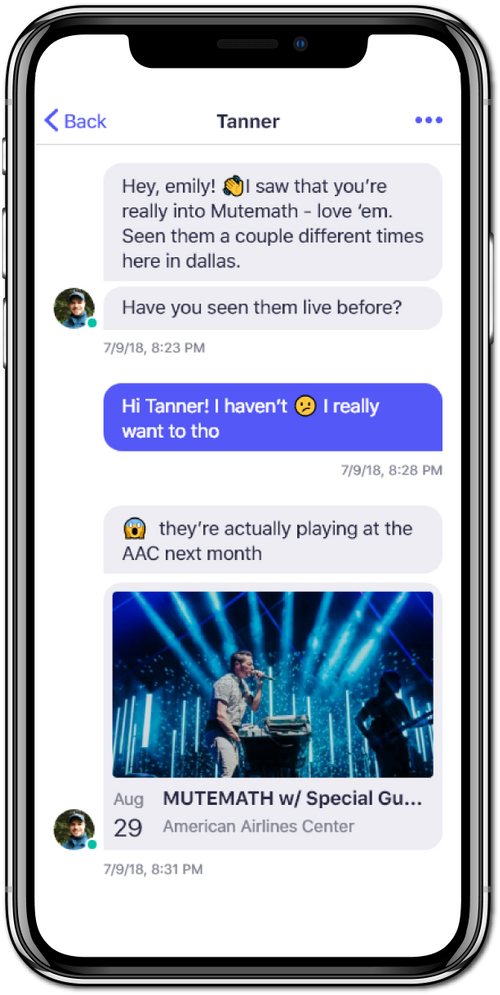 Back
Tanner
Hey, emily! 👏I saw that you're
really into Mutemath - love ‘em.
Seen them a couple different times
here in dallas.
Have you seen them live before?
7/9/18, 8:23 PM
Hi Tanner! I haven't 😕 I really
want to tho
7/9/18, 8:28 PM
😱 they're actually playing at the
AAC next month
Aug
MUTEMATH w/ Special Gu...
29
American Airlines Center
7/9/18, 8:31 PM